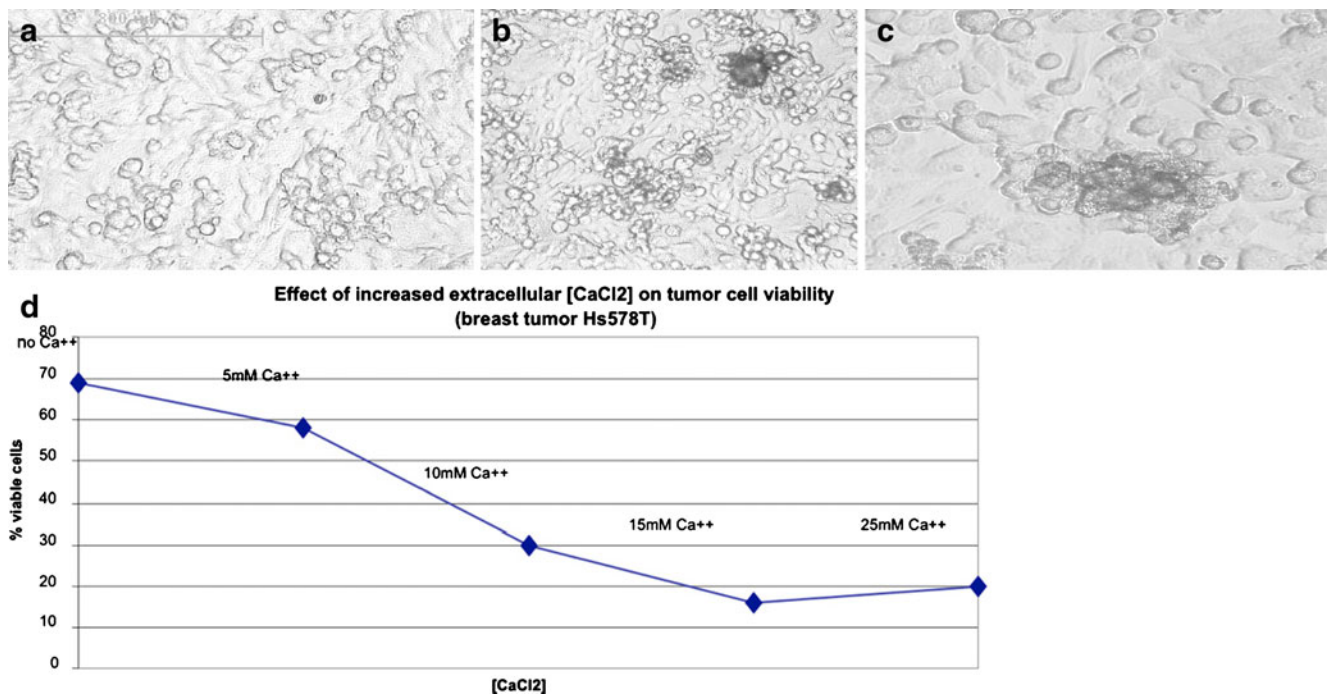 a
b
c
d
Effect of increased extracellular [CaCl2] on tumor cell viability
(breast tumor Hs578T)
80
no Ca++
70
5mM Ca++
60
50
10mM Ca++
40
15mM Ca++
25mM Ca++
30
20
10
0
% viable cells
[CaCl2]